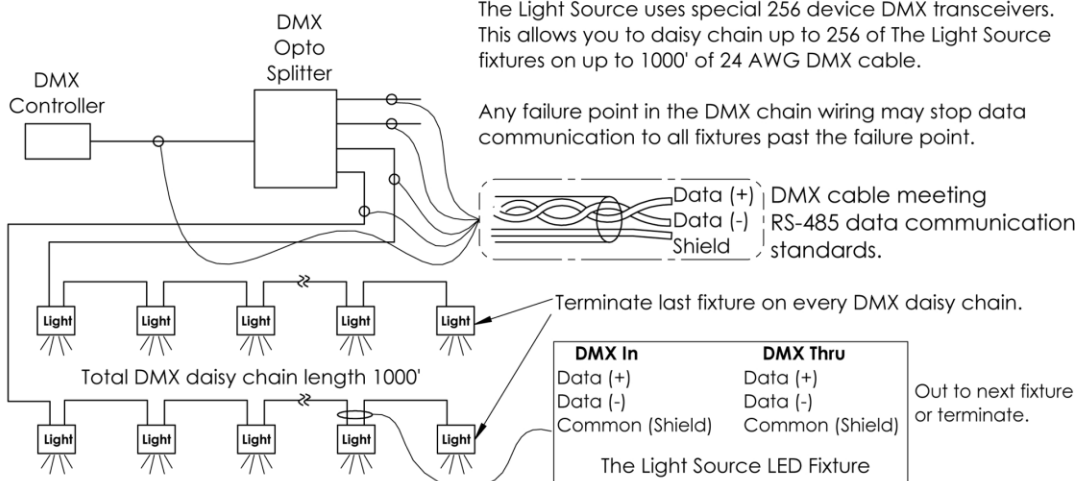 The Light Source uses special 256 device DMX transceivers.
This allows you to daisy chain up to 256 of The Light Source
fixtures on up to 1000' of 24 AWG DMX cable.
Any failure point in the DMX chain wiring may stop data
communication to all fixtures past the failure point.
DMX
Opto
Splitter
DMX
Controller
Data (+)
Data (-)
Shield
DMX cable meeting
RS-485 data communication
standards.
Light
Light
Light
Light
Light
Terminate last fixture on every DMX daisy chain.
Total DMX daisy chain length 1000'
Light
Light
Light
Light
Light
DMX In
DMX Thru
Data (+)
Data (+)
Data (-)
Data (-)
Common (Shield)
Common (Shield)
The Light Source LED Fixture
Out to next fixture
or terminate.